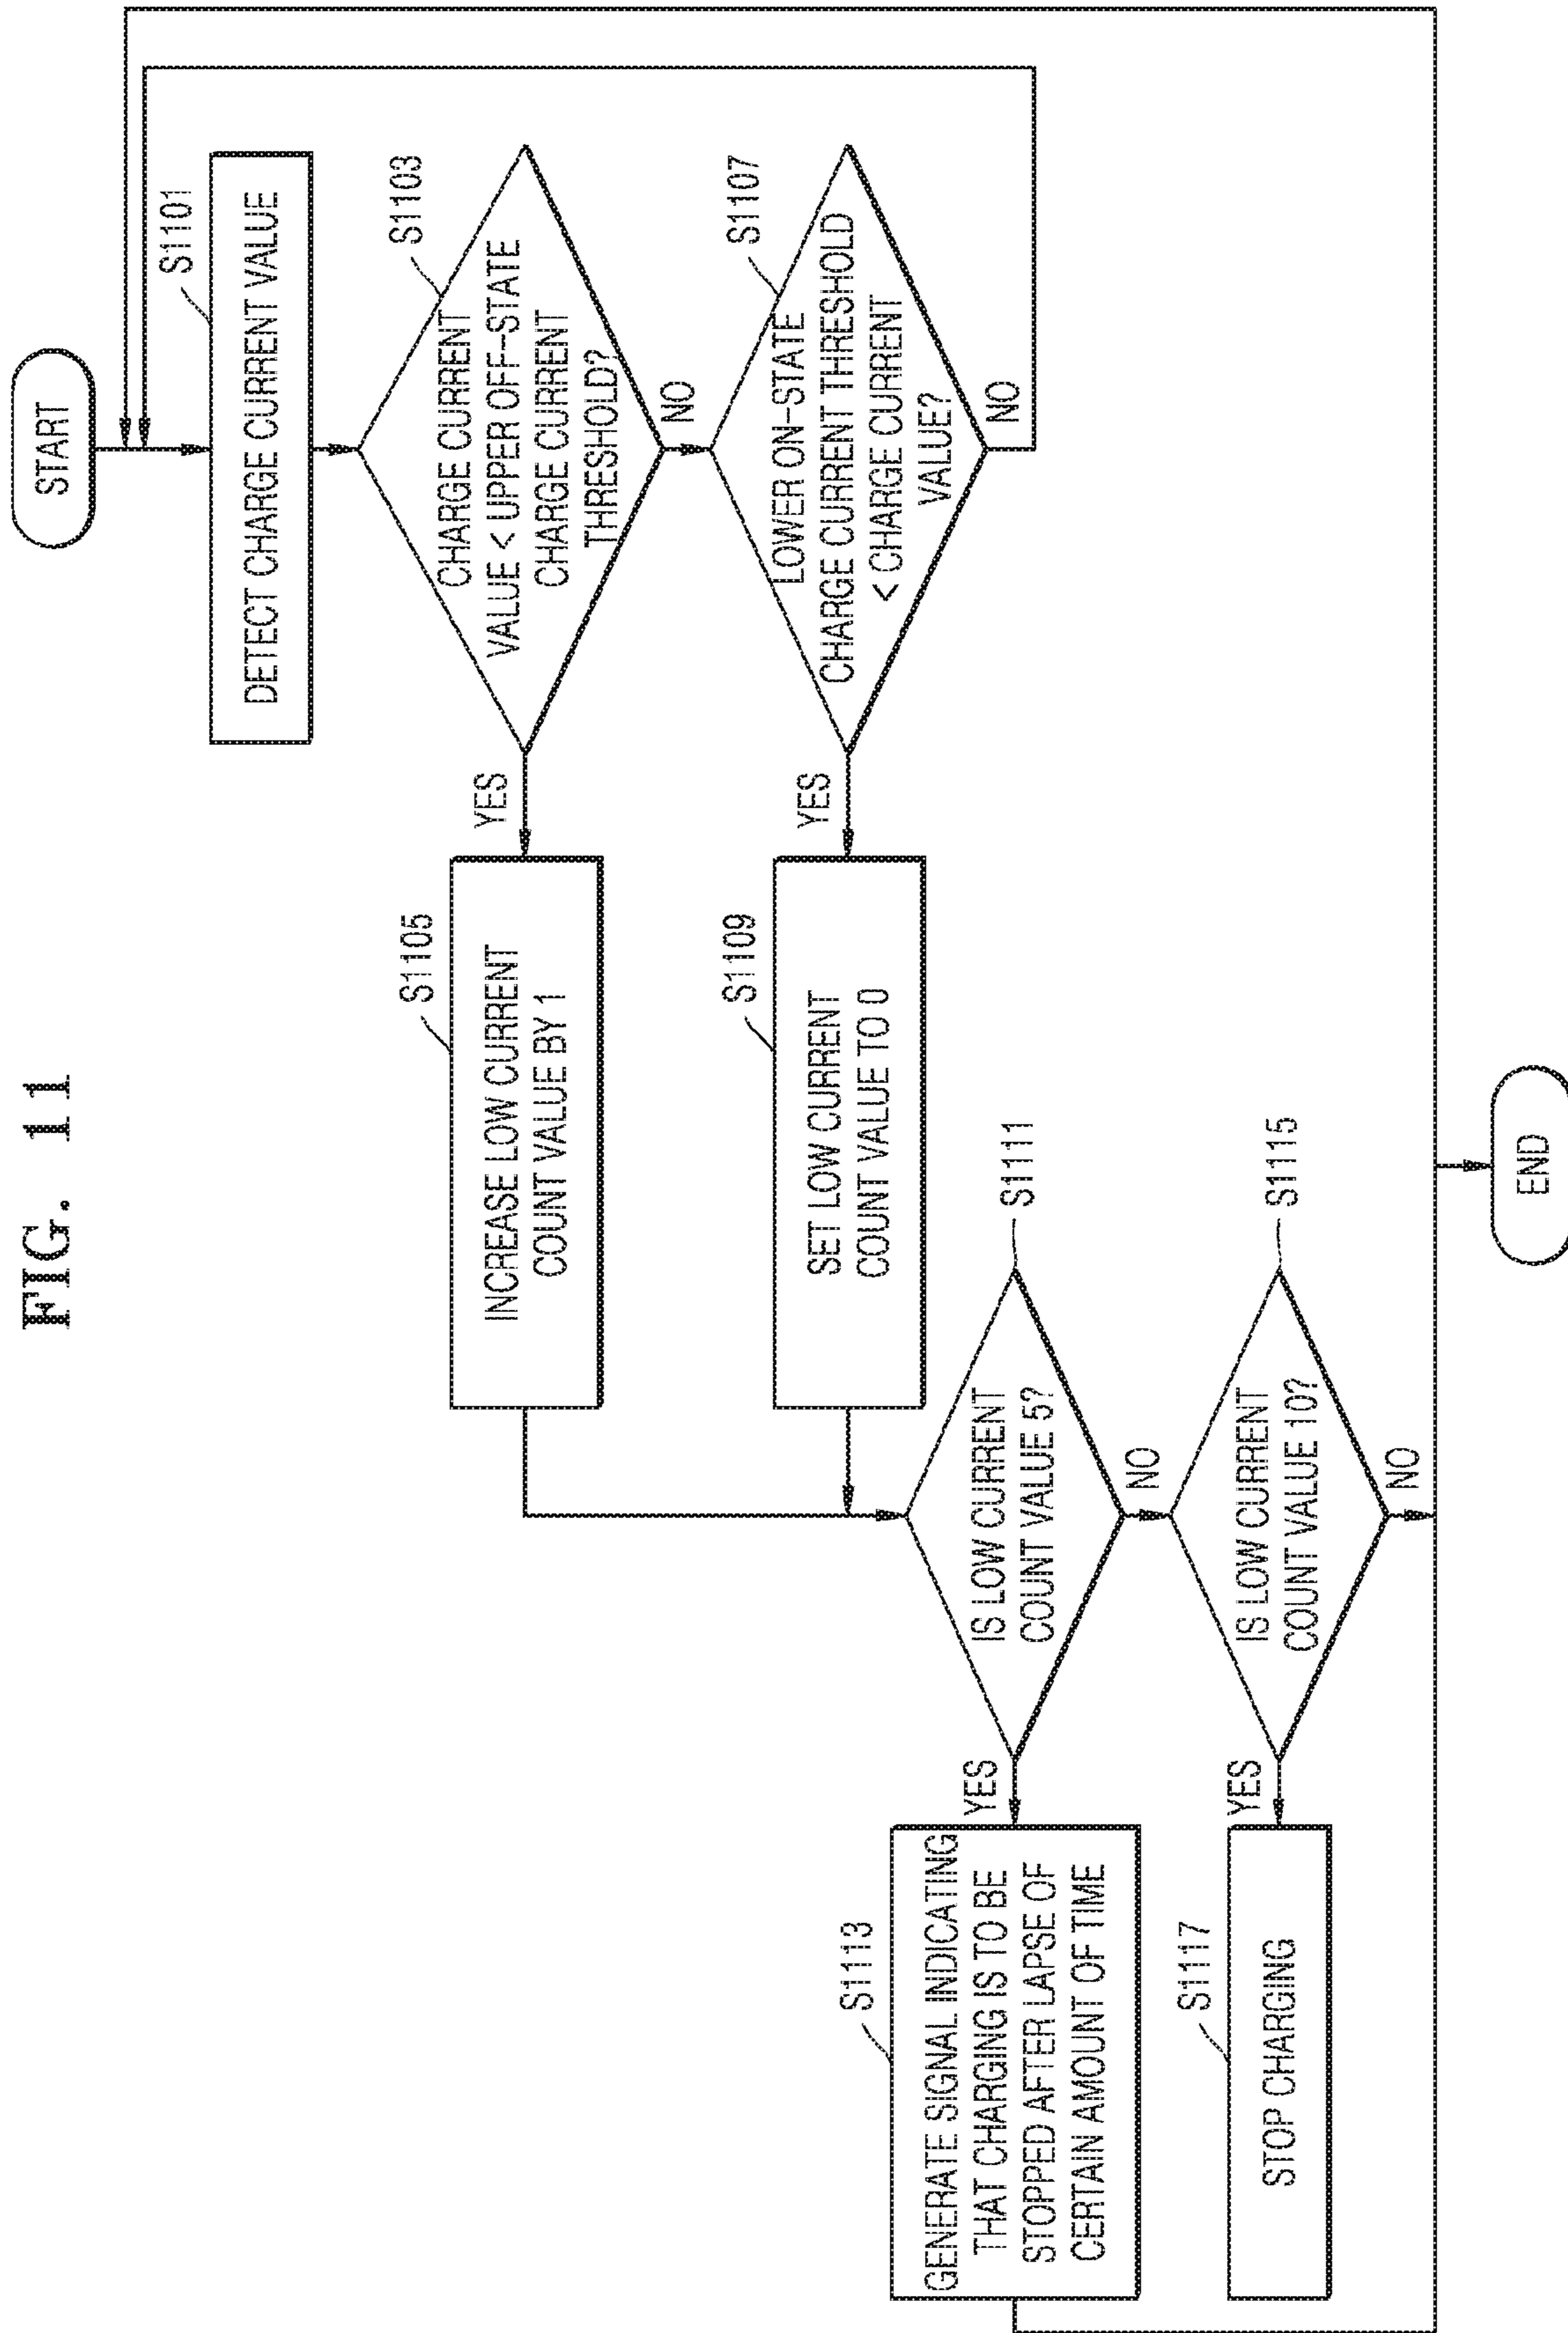 FIG. 11
START
S1101
DETECT CHARGE CURRENT VALUE
S1103
CHARGE CURRENT
VALUE < UPPER OFF-STATE
CHARGE CURRENT
THRESHOLD?
YES
NO
S1105
INCREASE LOW CURRENT
COUNT VALUE BY 1
S1107
LOWER ON-STATE
CHARGE CURRENT THRESHOLD
< CHARGE CURRENT
VALUE?
YES
NO
S1109
SET LOW CURRENT
COUNT VALUE TO 0
S1111
IS LOW CURRENT
COUNT VALUE 5?
YES
NO
S1113
GENERATE SIGNAL INDICATING
THAT CHARGING IS TO BE
STOPPED AFTER LAPSE OF
CERTAIN AMOUNT OF TIME
S1115
IS LOW CURRENT
COUNT VALUE 10?
YES
NO
S1117
STOP CHARGING
END